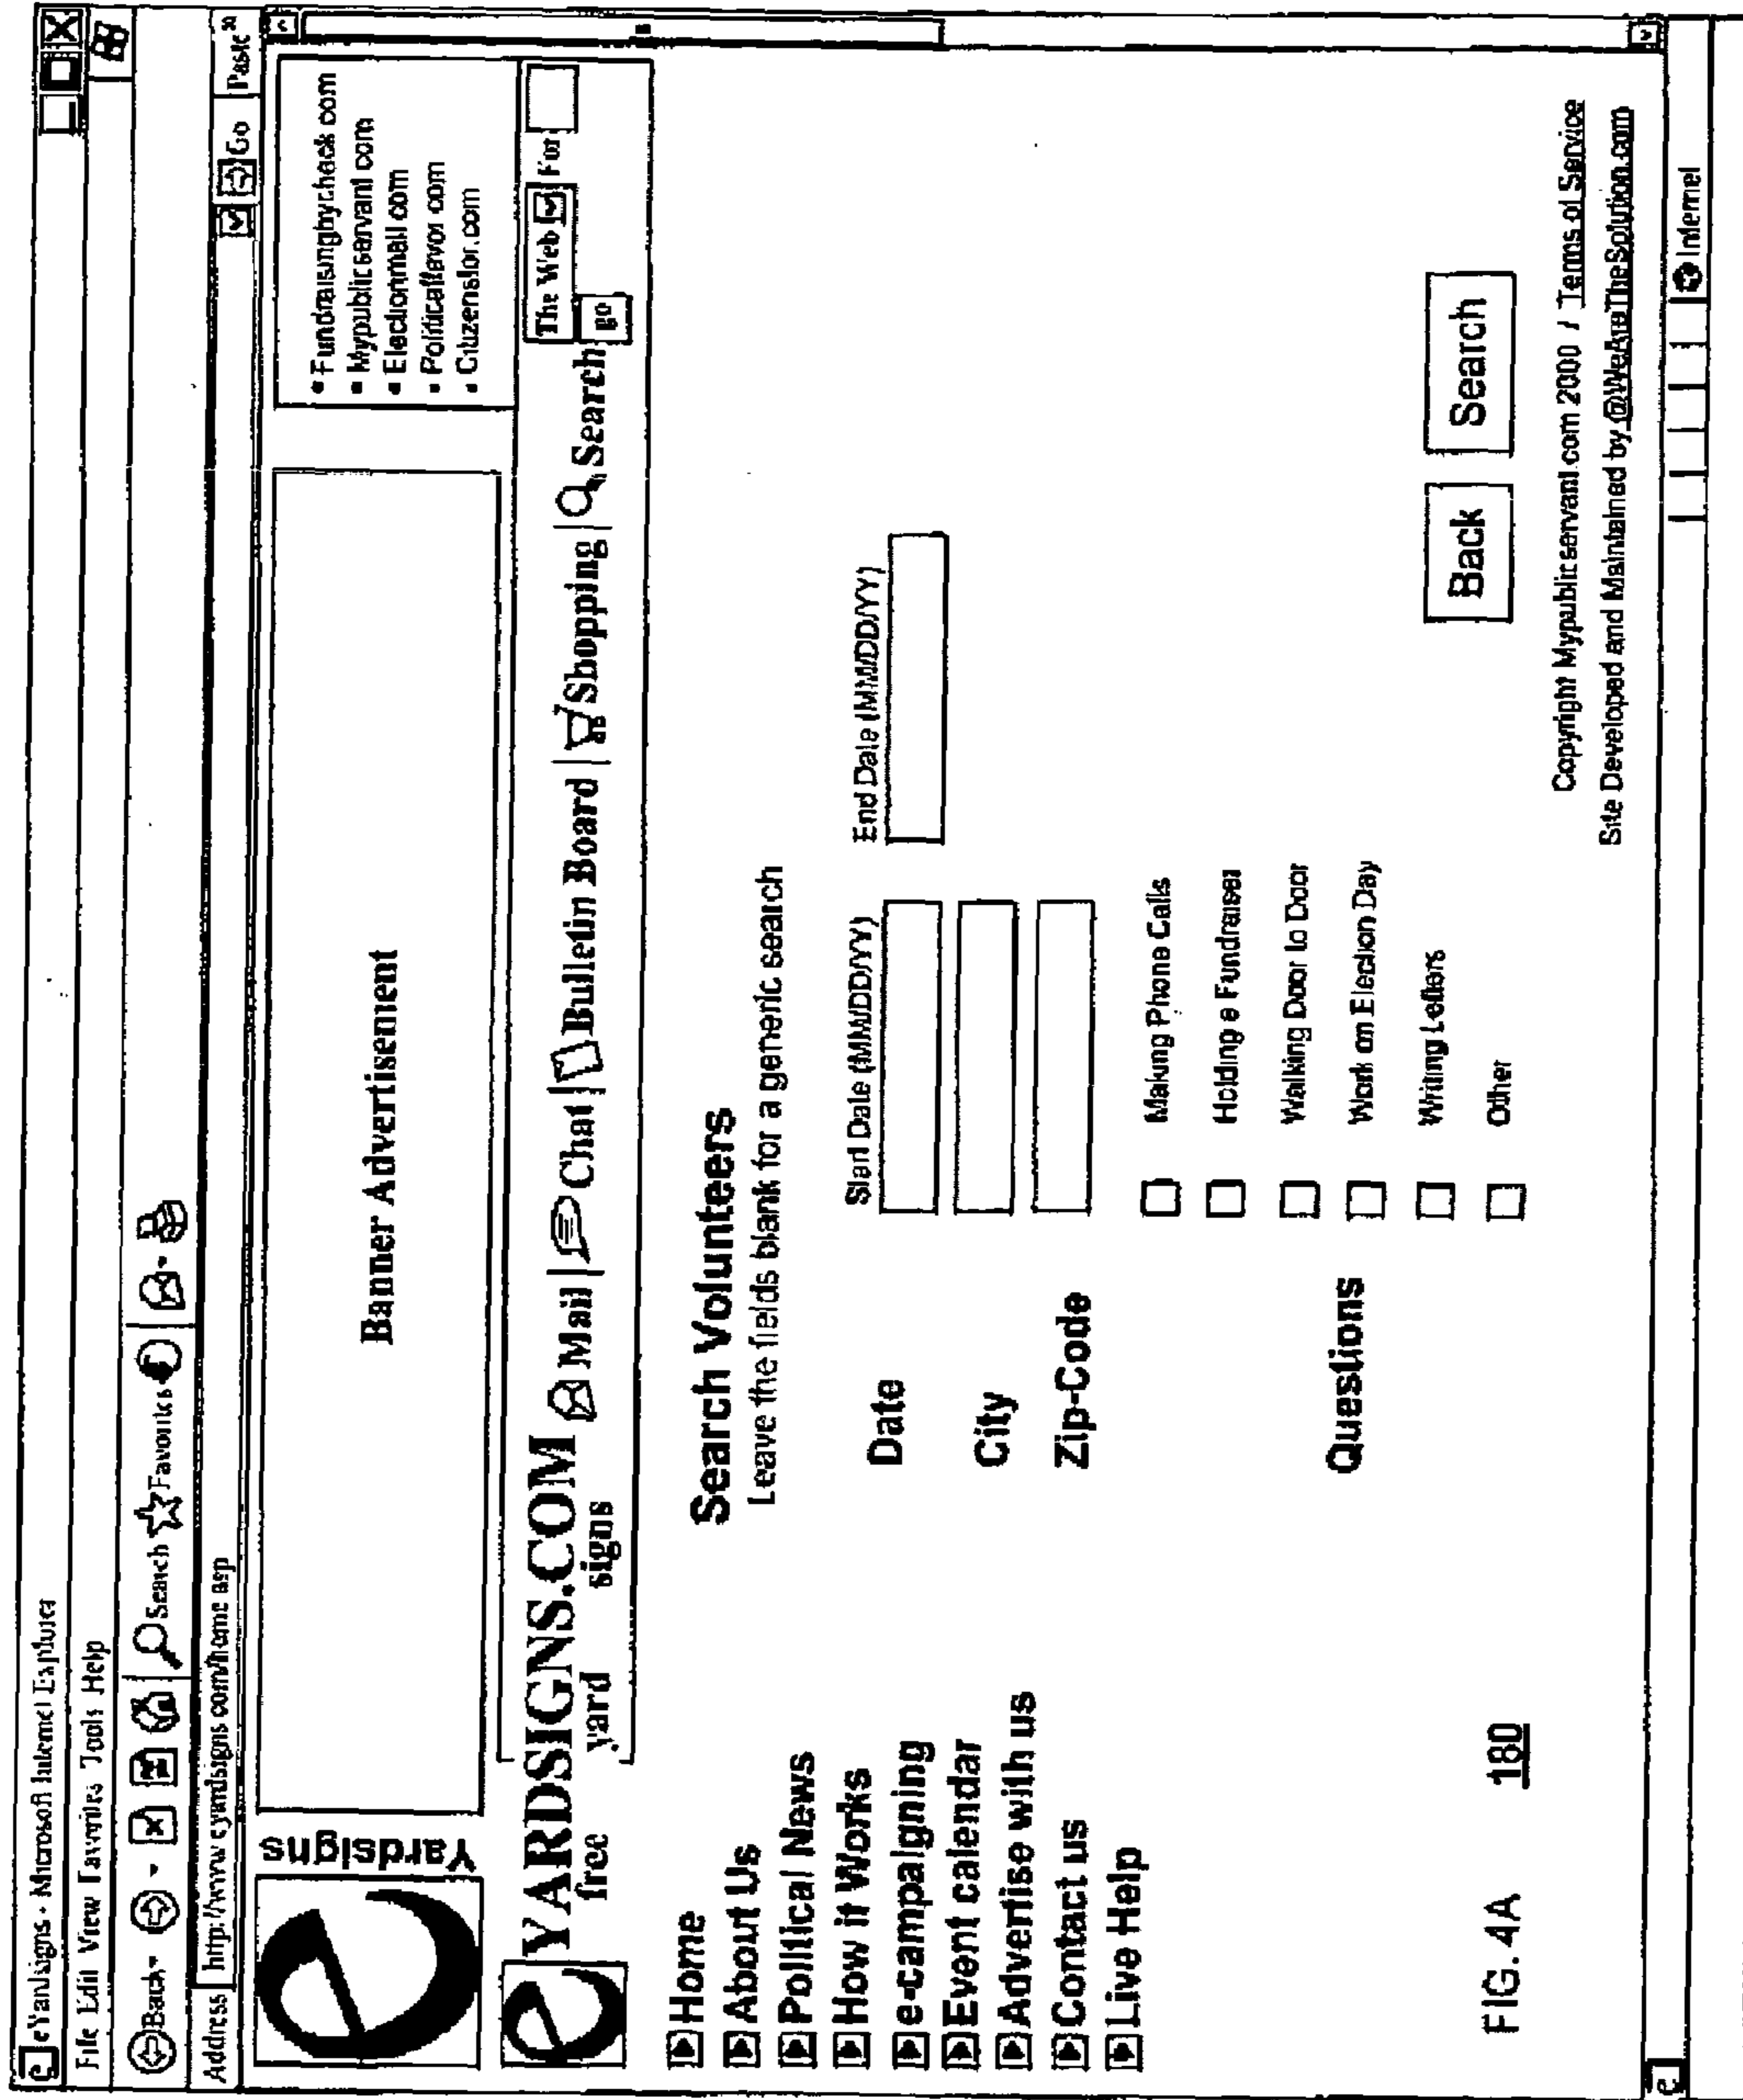 eYardsigns - Microsoft Internet Explorer
File Edit View Favorites Tools Help
Back Search Favorites
Address http://www.eyardsigns.com/home.asp Go
Yardsigns
Banner Advertisement
Fundraisingbycheck.com
Mypublicservant.com
Electionmall.com
Politicalfavor.com
Citizensfor.com
eYARDSIGNS.COM Mail | Chat | Bulletin Board | Shopping | Search The Web For
free yard signs go
Home
About Us
Political News
How it Works
e-campaigning
Event calendar
Advertise with us
Contact us
Live Help
Search Volunteers
Leave the fields blank for a generic search
Start Date (MM/DD/YY) End Date (MM/DD/YY)
Date
City
Zip-Code
Questions
Making Phone Calls
Holding a Fundraiser
Walking Door to Door
Work on Election Day
Writing Letters
Other
Back Search
FIG. 4A 180
Copyright Mypublicservant.com 2000 / Terms of Service
Site Developed and Maintained by @WeAreTheSolution.com
Internet